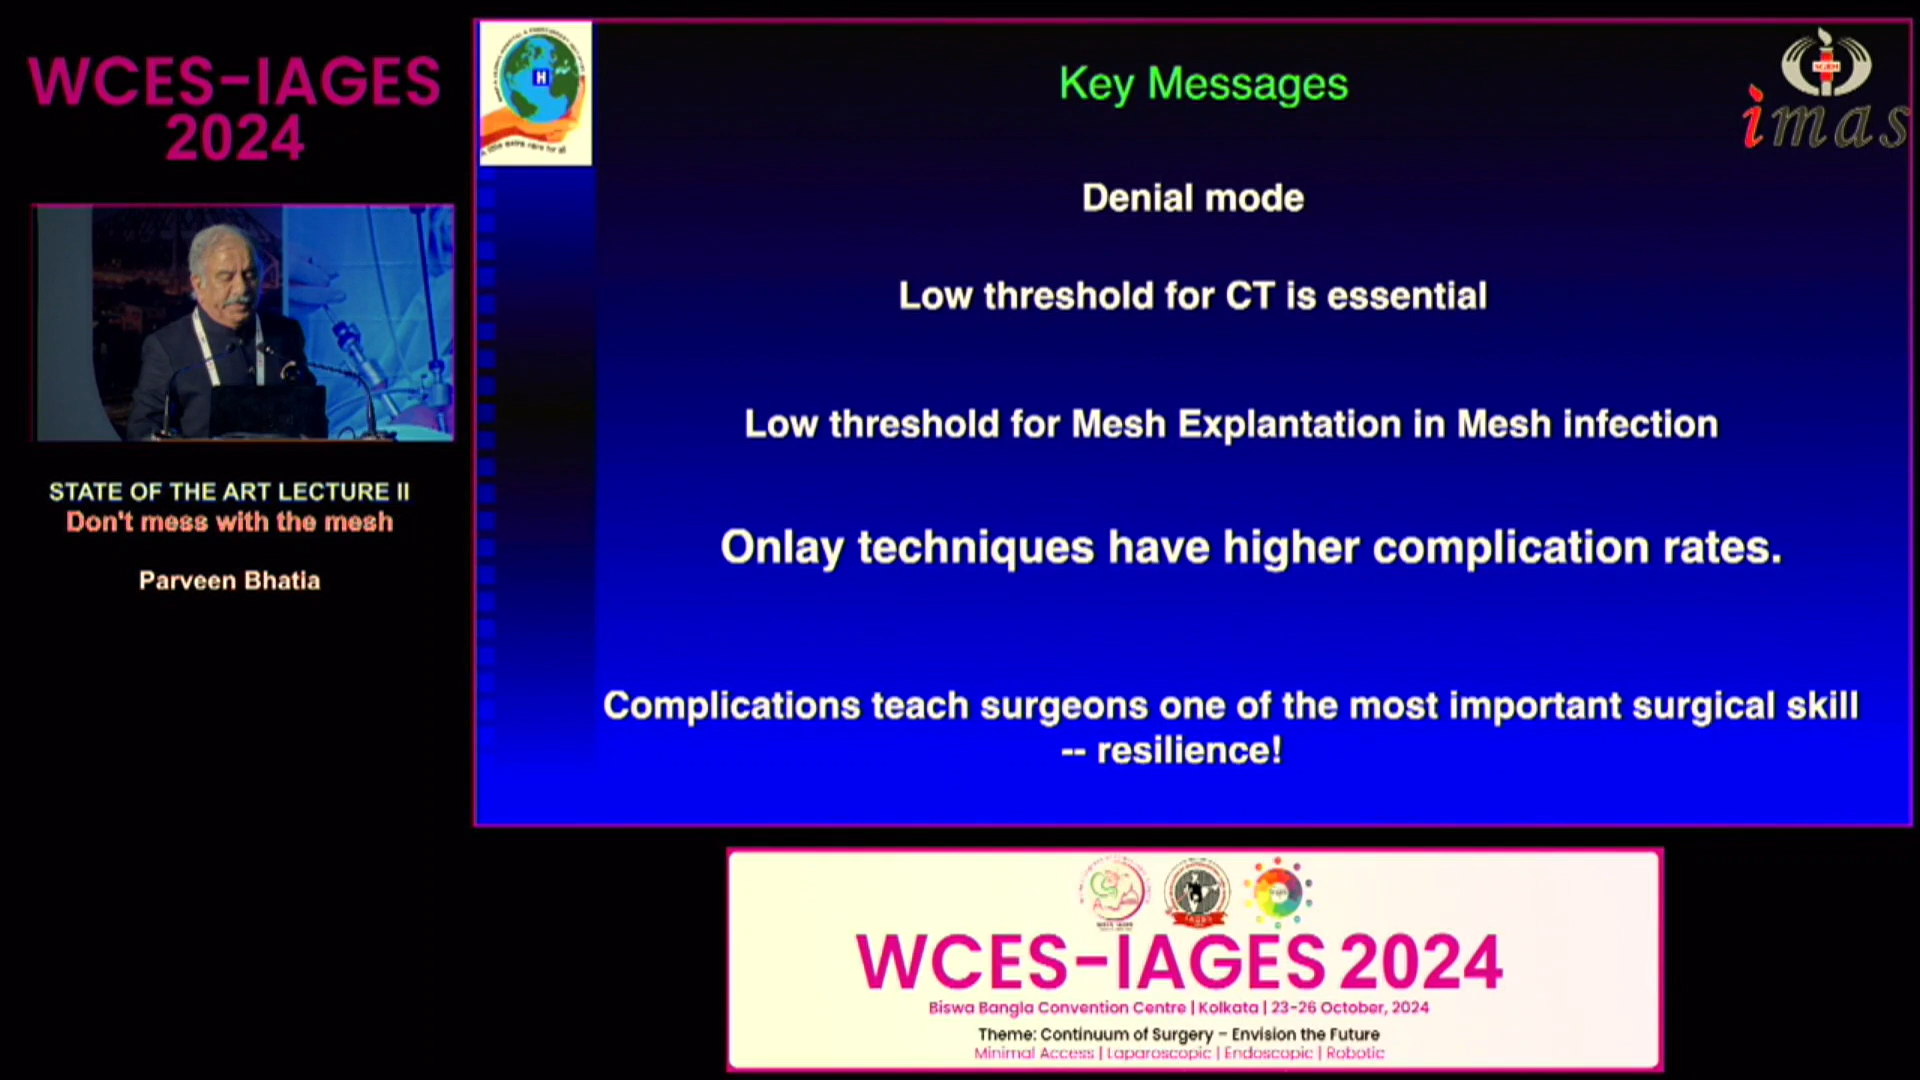 WCES-IAGES
2024
STATE OF THE ART LECTURE II
Don't mess with the mesh
Parveen Bhatia
H
Key Messages
imas
Denial mode
Low threshold for CT is essential
Low threshold for Mesh Explantation in Mesh infection
Onlay techniques have higher complication rates.
Complications teach surgeons one of the most important surgical skill
-- resilience!
WCES-IAGES 2024
Biswa Bangla Convention Centre | Kolkata | 23-26 October, 2024
Theme: Continuum of Surgery – Envision the Future
Minimal Access | Laparoscopic | Endoscopic | Robotic